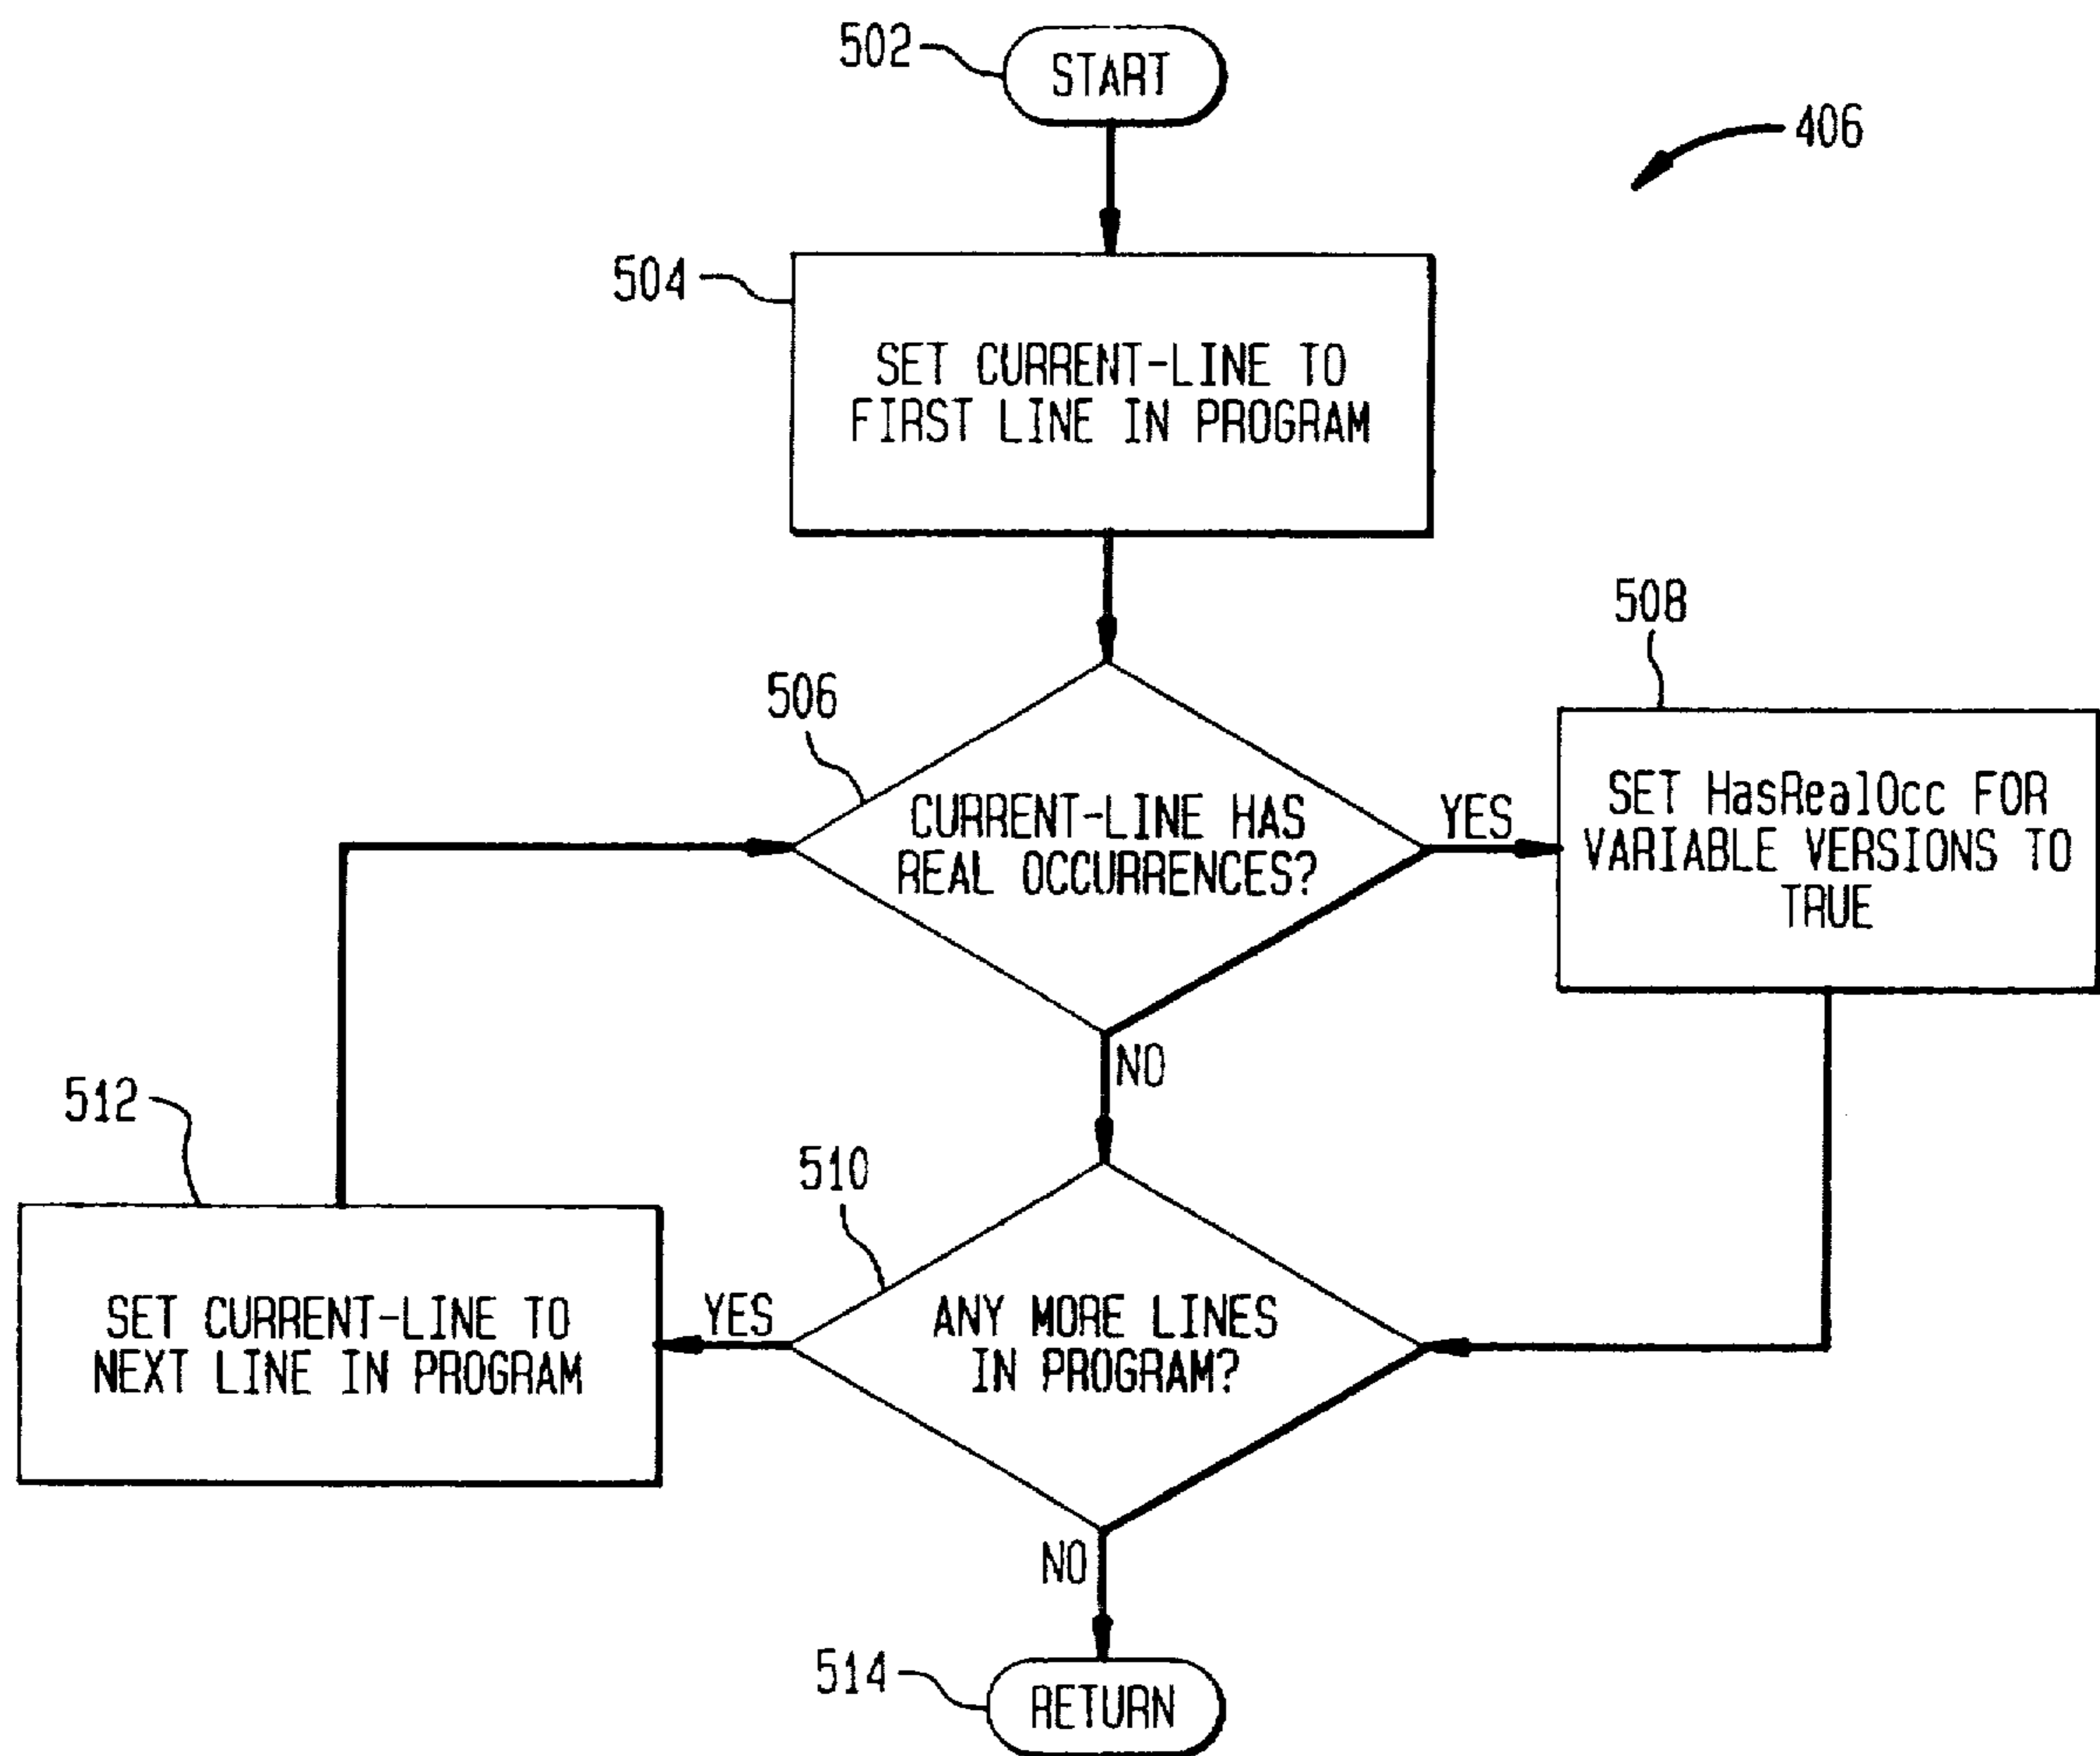 502
START
406
504
SET CURRENT-LINE TO
FIRST LINE IN PROGRAM
508
506
CURRENT-LINE HAS
REAL OCCURRENCES?
YES
SET HasRealOcc FOR
VARIABLE VERSIONS TO
TRUE
NO
512
510
SET CURRENT-LINE TO
NEXT LINE IN PROGRAM
YES
ANY MORE LINES
IN PROGRAM?
NO
514
RETURN